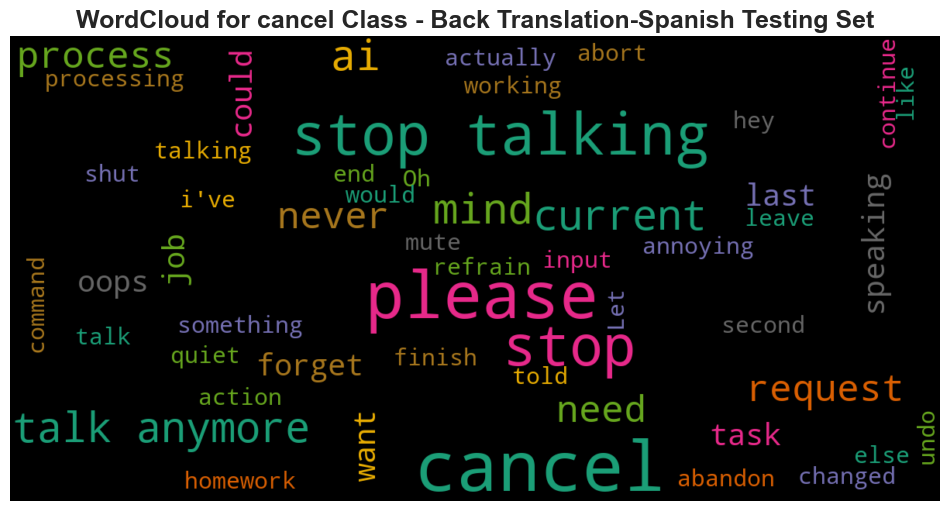 WordCloud for cancel Class - Back Translation-Spanish Testing Set
process
processing
could
ai
actually
abort
working
continue
like
stop talking
hey
talking
shut
end
Oh
would
i've
never
mind
current
last
leave
speaking
mute
annoying
job
refrain
input
oops
command
please
Let
something
talk
second
quiet
stop
forget
finish
told
action
request
need
talk anymore
want
task
undo
cancel
else
homework
abandon
changed